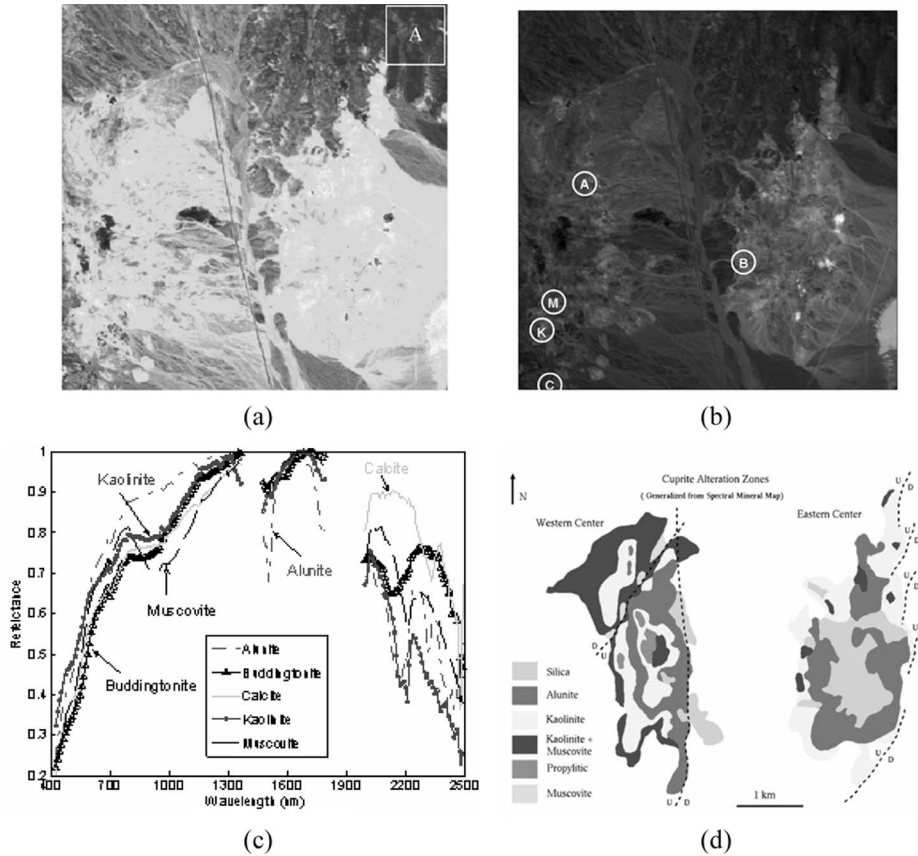 A
(a)
A
B
M
K
C
(b)
1
0.9
0.8
0.7
0.6
0.5
0.4
0.3
0.2
Reflectance
Kaolinite
Calcite
Alunite
Muscovite
Buddingtonite
Alunite
Buddingtonite
Calcite
Kaolinite
Muscouite
400
700
1000
1300
1600
1900
2200
2500
Wavelength (nm)
(c)
N
Cuprite Alteration Zones
( Generalized from Spectral Mineral Map)
Western Center
Eastern Center
U D
U D
U D
D U
U D
U D
Silica
Alunite
Kaolinite
Kaolinite +
Muscovite
Propylitic
Muscovite
1 km
(d)